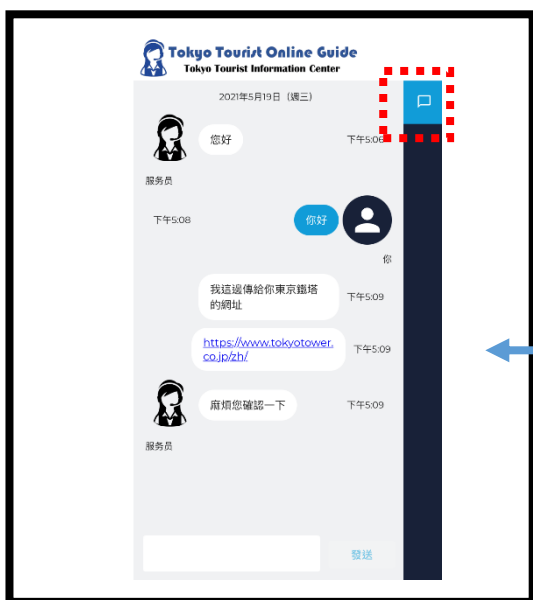 Tokyo Tourist Online Guide
Tokyo Tourist Information Center
2021年5月19日（週三）
您好
下午5:06
服务员
下午5:08
你好
你
我這邊傳給你東京鐵塔
的網址
下午5:09
https://www.tokyotower.
co.jp/zh/
下午5:09
麻煩您確認一下
下午5:09
服务员
發送